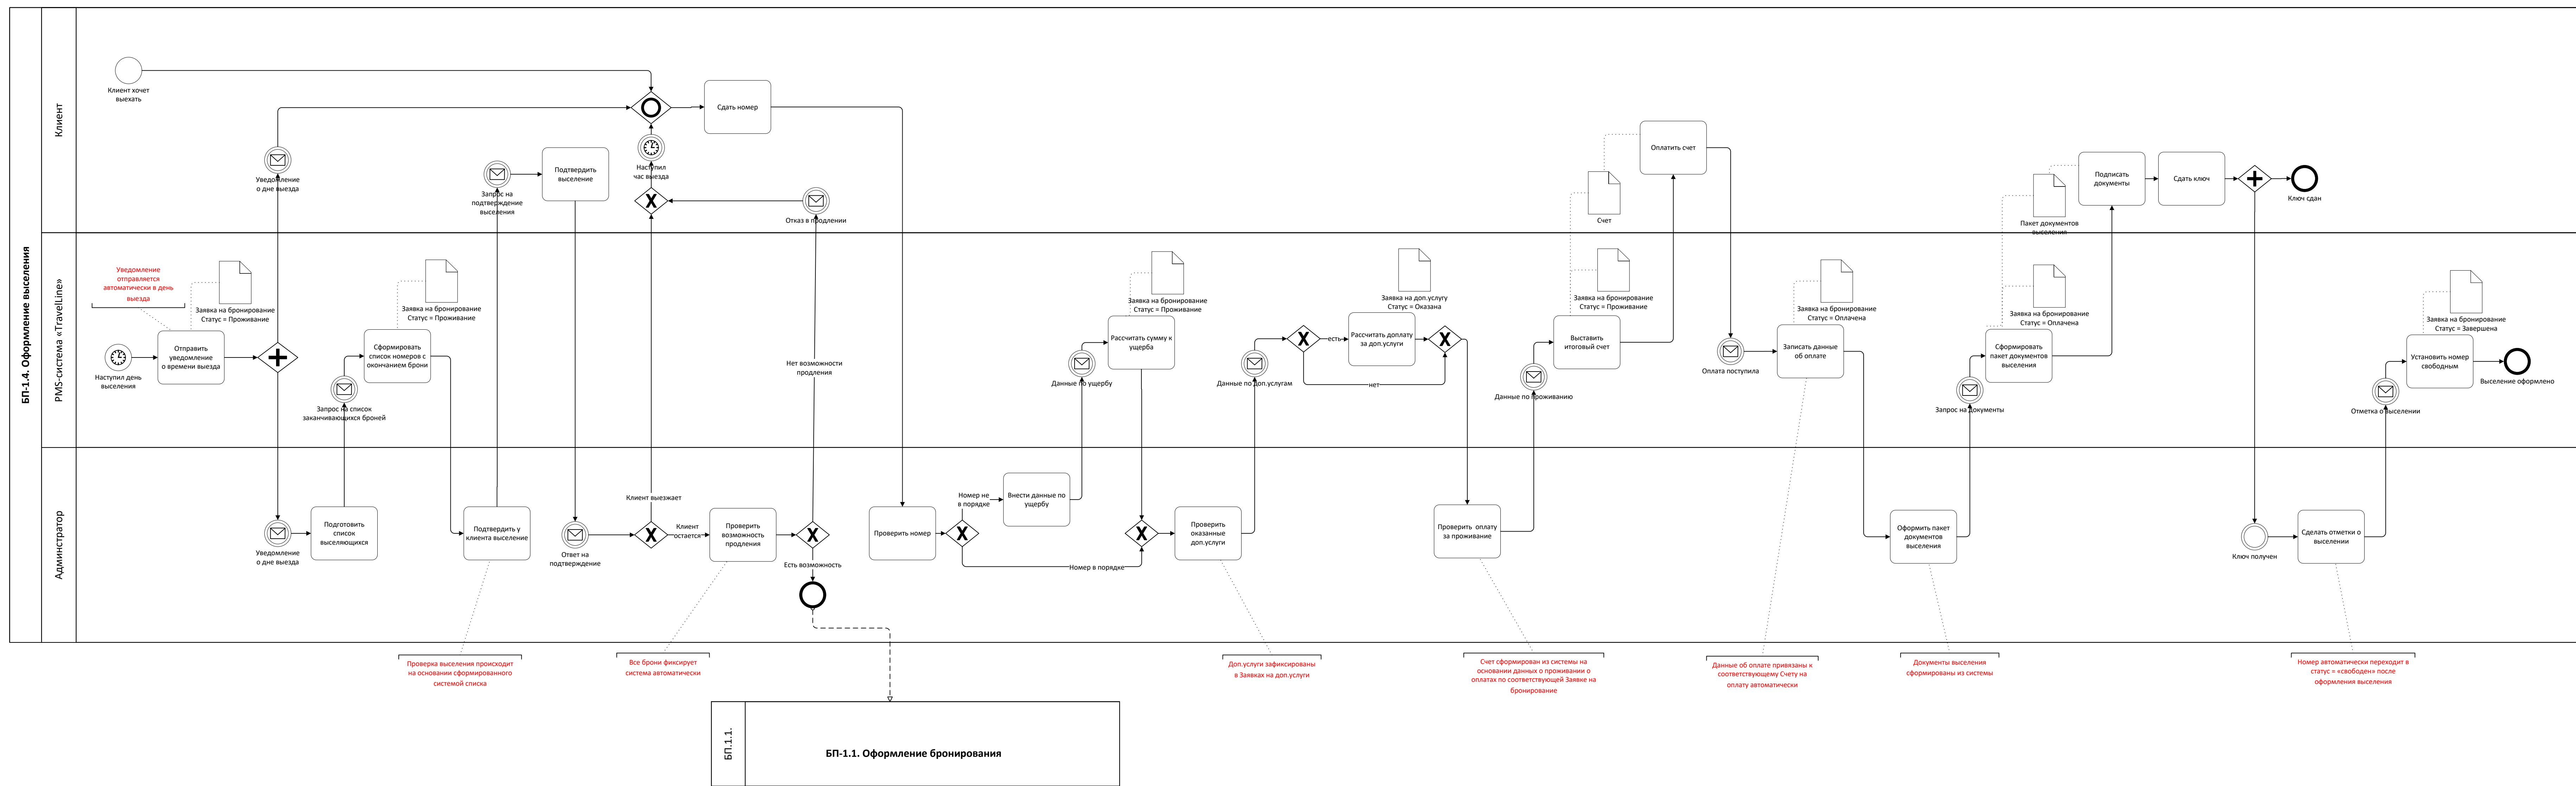 БП-1.4. Оформление выселения
Клиент
Клиент хочет
выехать
Уведомление
о дне выезда
Запрос на
подтверждение
выселения
Подтвердить
выселение
Наступил
час выезда
Сдать номер
Отказ в продлении
Счет
Оплатить счет
Пакет документов
выселения
Подписать
документы
Сдать ключ
Ключ сдан
PMS-система «TravelLine»
Уведомление
отправляется
автоматически в день
выезда
Наступил день
выселения
Заявка на бронирование
Статус = Проживание
Отправить
уведомление
о времени выезда
Запрос на список
заканчивающихся броней
Заявка на бронирование
Статус = Проживание
Сформировать
список номеров с
окончанием брони
Нет возможности
продления
Данные по ущербу
Заявка на бронирование
Статус = Проживание
Рассчитать сумму к
ущерба
Данные по доп.услугам
есть
нет
Заявка на доп.услугу
Статус = Оказана
Рассчитать доплату
за доп.услуги
Данные по проживанию
Заявка на бронирование
Статус = Проживание
Выставить
итоговый счет
Оплата поступила
Заявка на бронирование
Статус = Оплачена
Записать данные
об оплате
Запрос на документы
Заявка на бронирование
Статус = Оплачена
Сформировать
пакет документов
выселения
Отметка о выселении
Заявка на бронирование
Статус = Завершена
Установить номер
свободным
Выселение оформлено
Админстратор
Уведомление
о дне выезда
Подготовить
список
выселяющихся
Подтвердить у
клиента выселение
Ответ на
подтверждение
Клиент выезжает
Клиент
остается
Проверить
возможность
продления
Есть возможность
Проверить номер
Номер не
в порядке
Номер в порядке
Внести данные по
ущербу
Проверить
оказанные
доп.услуги
Проверить оплату
за проживание
Оформить пакет
документов
выселения
Ключ получен
Сделать отметки о
выселении
Проверка выселения происходит
на основании сформированного
системой списка
Все брони фиксирует
система автоматически
Доп.услуги зафиксированы
в Заявках на доп.услуги
Счет сформирован из системы на
основании данных о проживании о
оплатах по соответствующей Заявке на
бронирование
Данные об оплате привязаны к
соответствующему Счету на
оплату автоматически
Документы выселения
сформированы из системы
Номер автоматически переходит в
статус = «свободен» после
оформления выселения
БП.1.1.
БП-1.1. Оформление бронирования